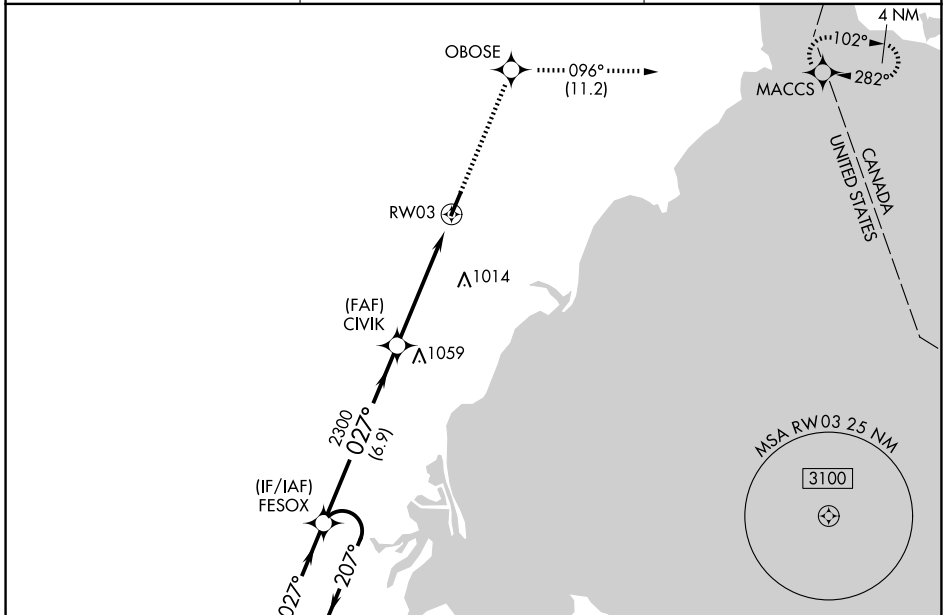 4 NM
OBOSE
102°
096°
(11.2)
282°
MACCS
CANADA
UNITED STATES
RW03
1014
(FAF)
CIVIK
1059
2300
027°
(6.9)
MSA RW03 25 NM
3100
(IF/IAF)
FESOX
207°
027°